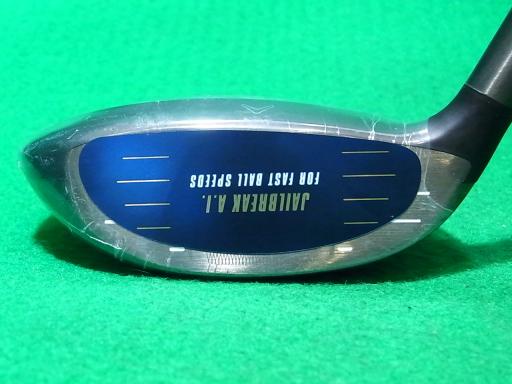 JAILBREAK A.I.
FOR FAST BALL SPEEDS